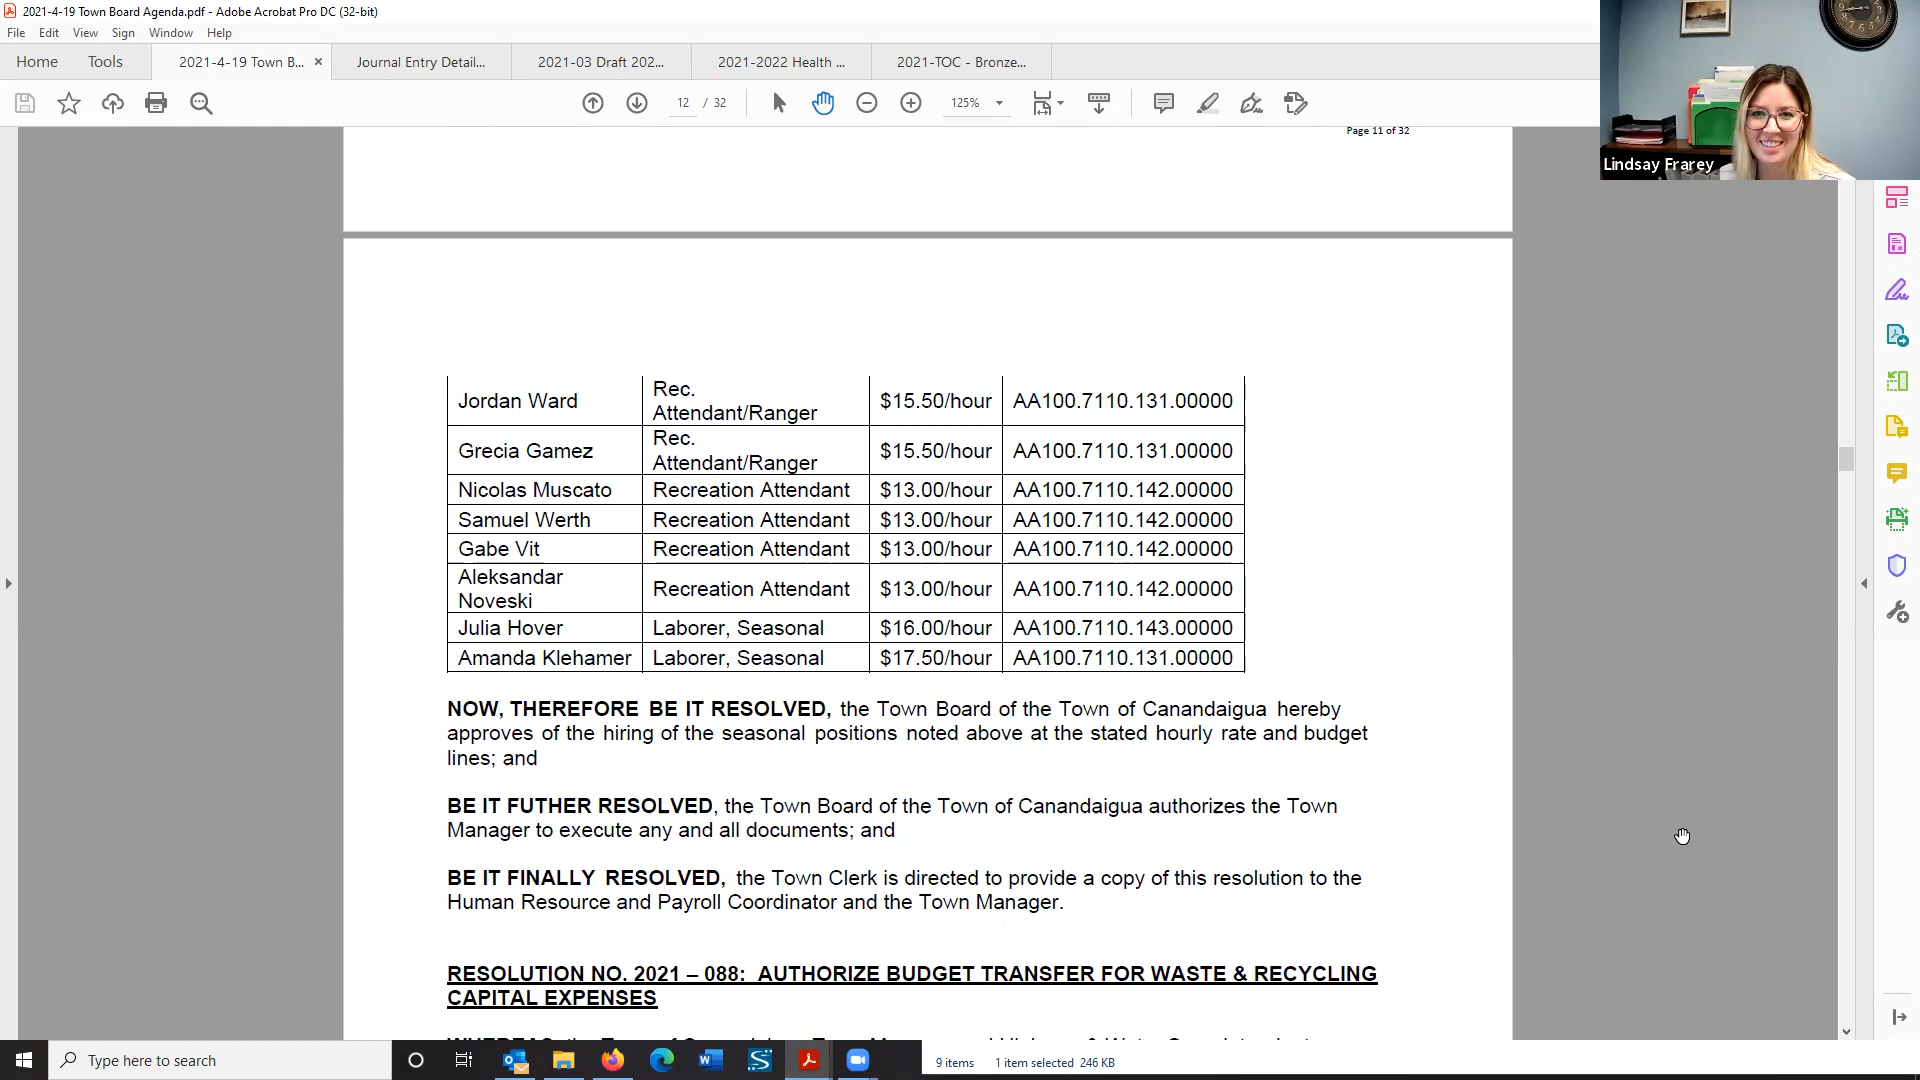 2021-4-19 Town Board Agenda.pdf - Adobe Acrobat Pro DC (32-bit)
File Edit View Sign Window Help
Home Tools 2021-4-19 Town B... × Journal Entry Detail... 2021-03 Draft 202... 2021-2022 Health ... 2021-TOC - Bronze...
12 / 32 125%
Lindsay Frarey
Page 11 of 32
Jordan Ward Rec. Attendant/Ranger $15.50/hour AA100.7110.131.00000
Grecia Gamez Rec. Attendant/Ranger $15.50/hour AA100.7110.131.00000
Nicolas Muscato Recreation Attendant $13.00/hour AA100.7110.142.00000
Samuel Werth Recreation Attendant $13.00/hour AA100.7110.142.00000
Gabe Vit Recreation Attendant $13.00/hour AA100.7110.142.00000
Aleksandar Noveski Recreation Attendant $13.00/hour AA100.7110.142.00000
Julia Hover Laborer, Seasonal $16.00/hour AA100.7110.143.00000
Amanda Klehamer Laborer, Seasonal $17.50/hour AA100.7110.131.00000
NOW, THEREFORE BE IT RESOLVED, the Town Board of the Town of Canandaigua hereby
approves of the hiring of the seasonal positions noted above at the stated hourly rate and budget
lines; and
BE IT FUTHER RESOLVED, the Town Board of the Town of Canandaigua authorizes the Town
Manager to execute any and all documents; and
BE IT FINALLY RESOLVED, the Town Clerk is directed to provide a copy of this resolution to the
Human Resource and Payroll Coordinator and the Town Manager.
RESOLUTION NO. 2021 – 088: AUTHORIZE BUDGET TRANSFER FOR WASTE & RECYCLING
CAPITAL EXPENSES
Type here to search
9 items 1 item selected 246 KB